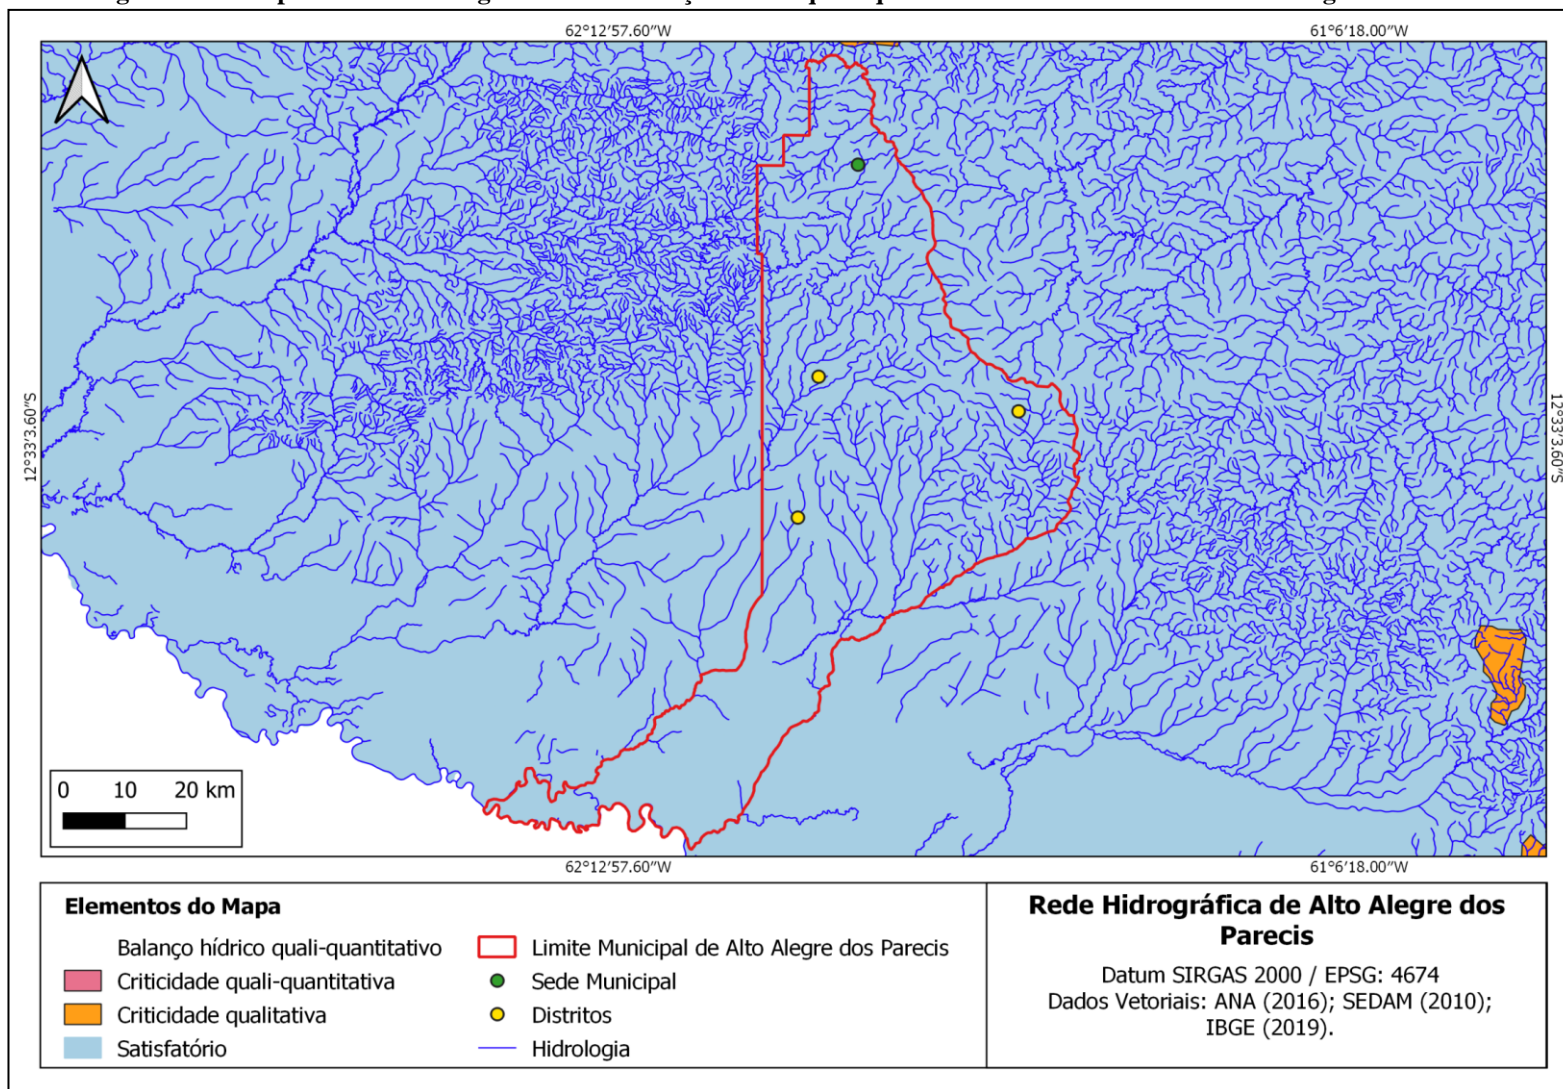 62°12'57.60"W
61°6'18.00"W
12°33'3.60"S
12°33'3.60"S
0 10 20 km
62°12'57.60"W
61°6'18.00"W
Elementos do Mapa
Balanço hídrico quali-quantitativo
Criticidade quali-quantitativa
Criticidade qualitativa
Satisfatório
Limite Municipal de Alto Alegre dos Parecis
Sede Municipal
Distritos
Hidrologia
Rede Hidrográfica de Alto Alegre dos
Parecis
Datum SIRGAS 2000 / EPSG: 4674
Dados Vetoriais: ANA (2016); SEDAM (2010);
IBGE (2019).